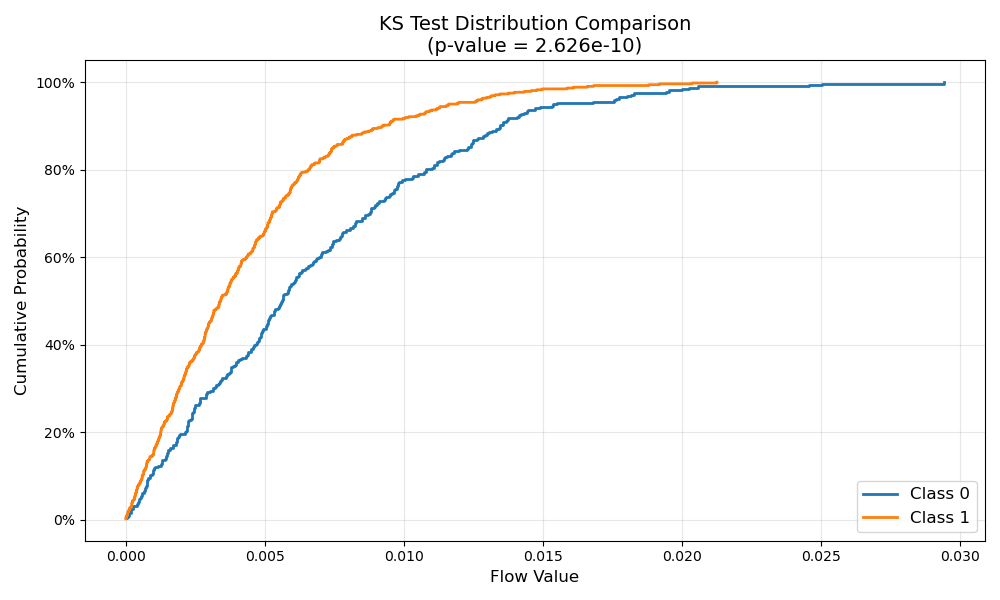 KS Test Distribution Comparison
(p-value = 2.626e-10)
Cumulative Probability
100%
80%
60%
40%
20%
0%
Class 0
Class 1
0.000 0.005 0.010 0.015 0.020 0.025 0.030
Flow Value